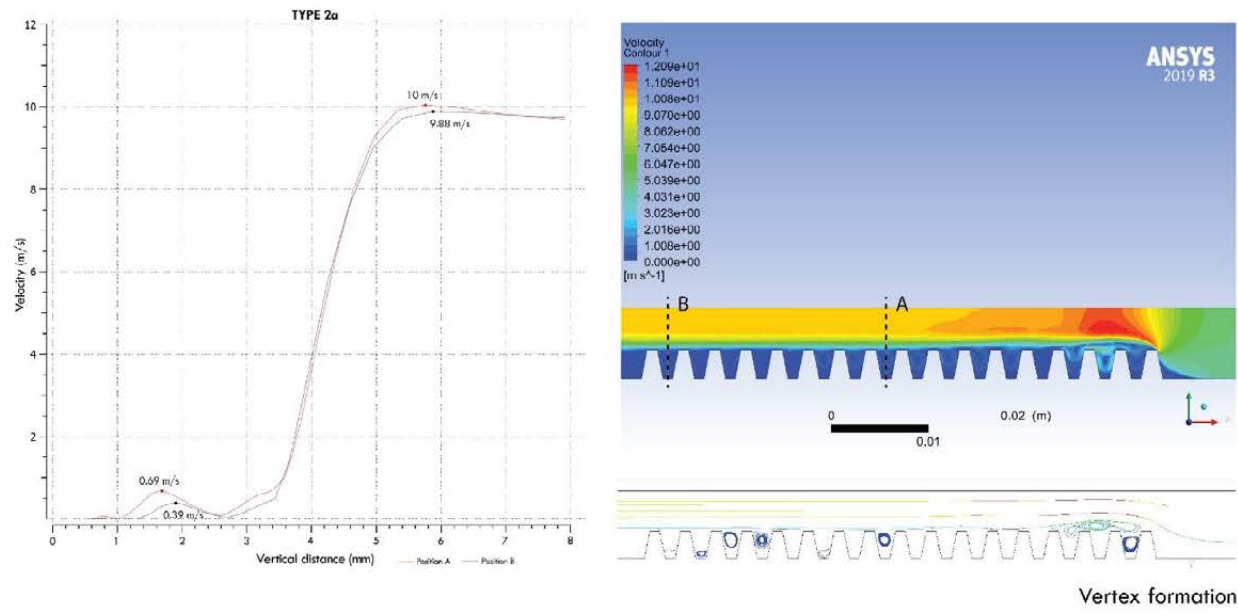 TYPE 2a
12
10
8
6
4
2
Velocity (m/s)
10 m/s
9.88 m/s
0.69 m/s
0.39 m/s
0 1 2 3 4 5 6 7 8
Vertical distance (mm)
Position A Position B
Velocity
Contour 1
1.209e+01
1.109e+01
1.008e+01
9.070e+00
8.062e+00
7.054e+00
6.047e+00
5.039e+00
4.031e+00
3.023e+00
2.016e+00
1.008e+00
0.000e+00
[m s^-1]
ANSYS
2019 R3
B
A
0 0.02 (m)
0.01
Vertex formation